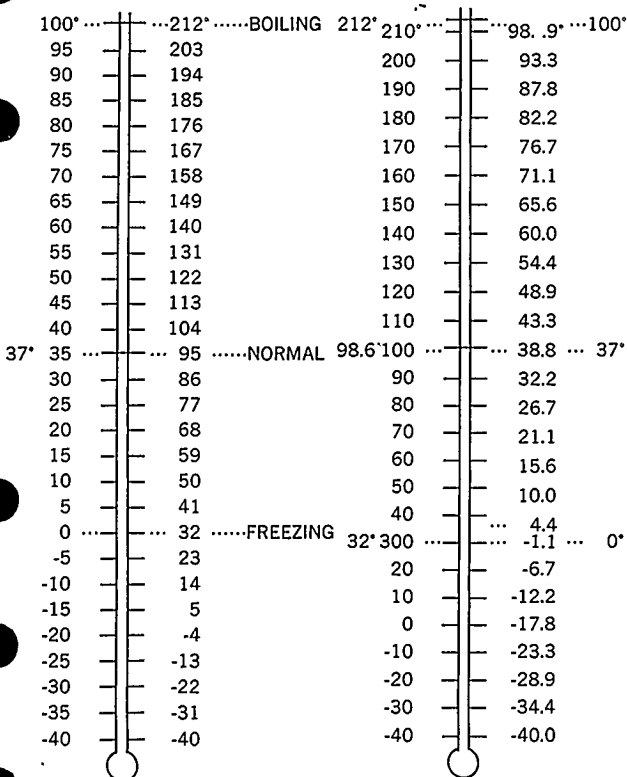 100° ... ...212° ......BOILING 212° 210° ... ...98. .9° ...100°
95 203 200 93.3
90 194 190 87.8
85 185 180 82.2
80 176 170 76.7
75 167 160 71.1
70 158 150 65.6
65 149 140 60.0
60 140 130 54.4
55 131 120 48.9
50 122 110 43.3
45 113
40 104
37° 35 ... ... 95 ......NORMAL 98.6°100 ... ... 38.8 ... 37°
30 86 90 32.2
25 77 80 26.7
20 68 70 21.1
15 59 60 15.6
10 50 50 10.0
5 41 40 ... 4.4
0 ... ... 32 ......FREEZING 32° 300 ... ... -1.1 ... 0°
-5 23 20 -6.7
-10 14 10 -12.2
-15 5 0 -17.8
-20 -4 -10 -23.3
-25 -13 -20 -28.9
-30 -22 -30 -34.4
-35 -31 -40 -40.0
-40 -40